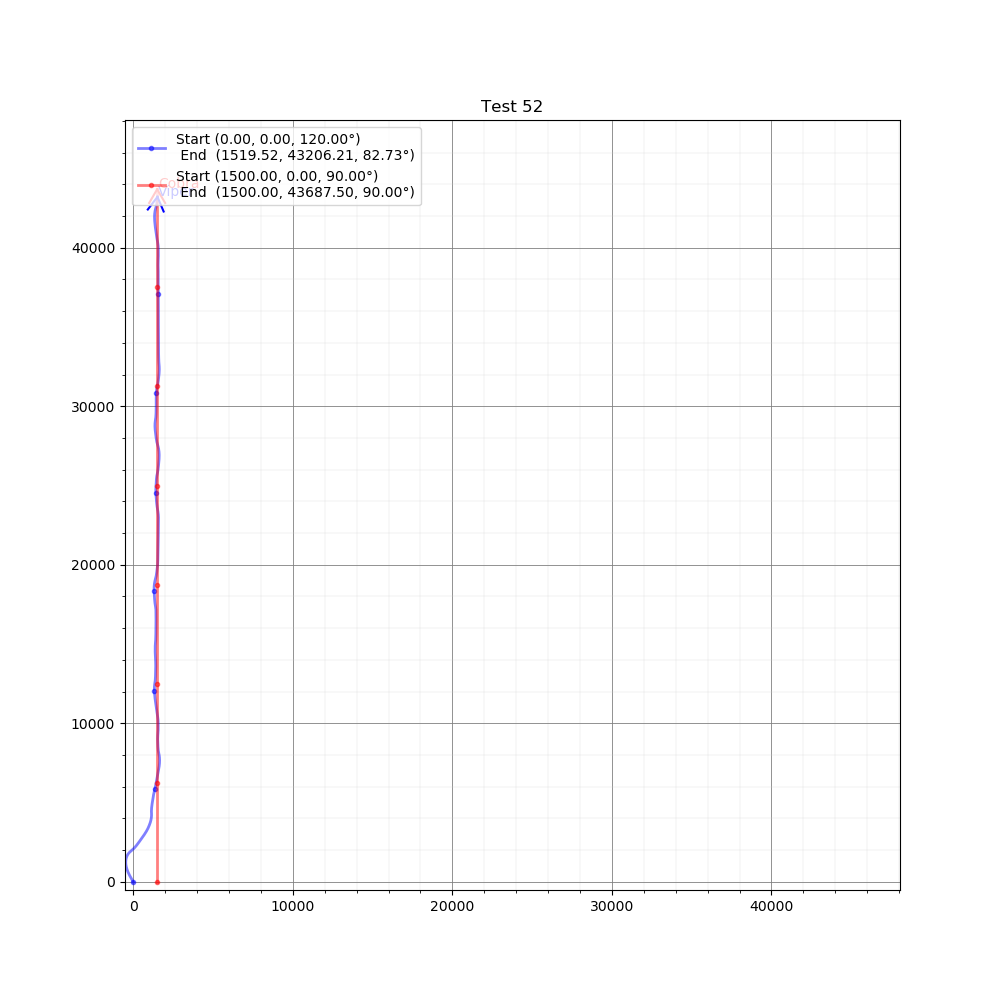 Test 52
Start (0.00, 0.00, 120.00°)
End (1519.52, 43206.21, 82.73°)
Start (1500.00, 0.00, 90.00°)
End (1500.00, 43687.50, 90.00°)
40000
30000
20000
10000
0
0 10000 20000 30000 40000